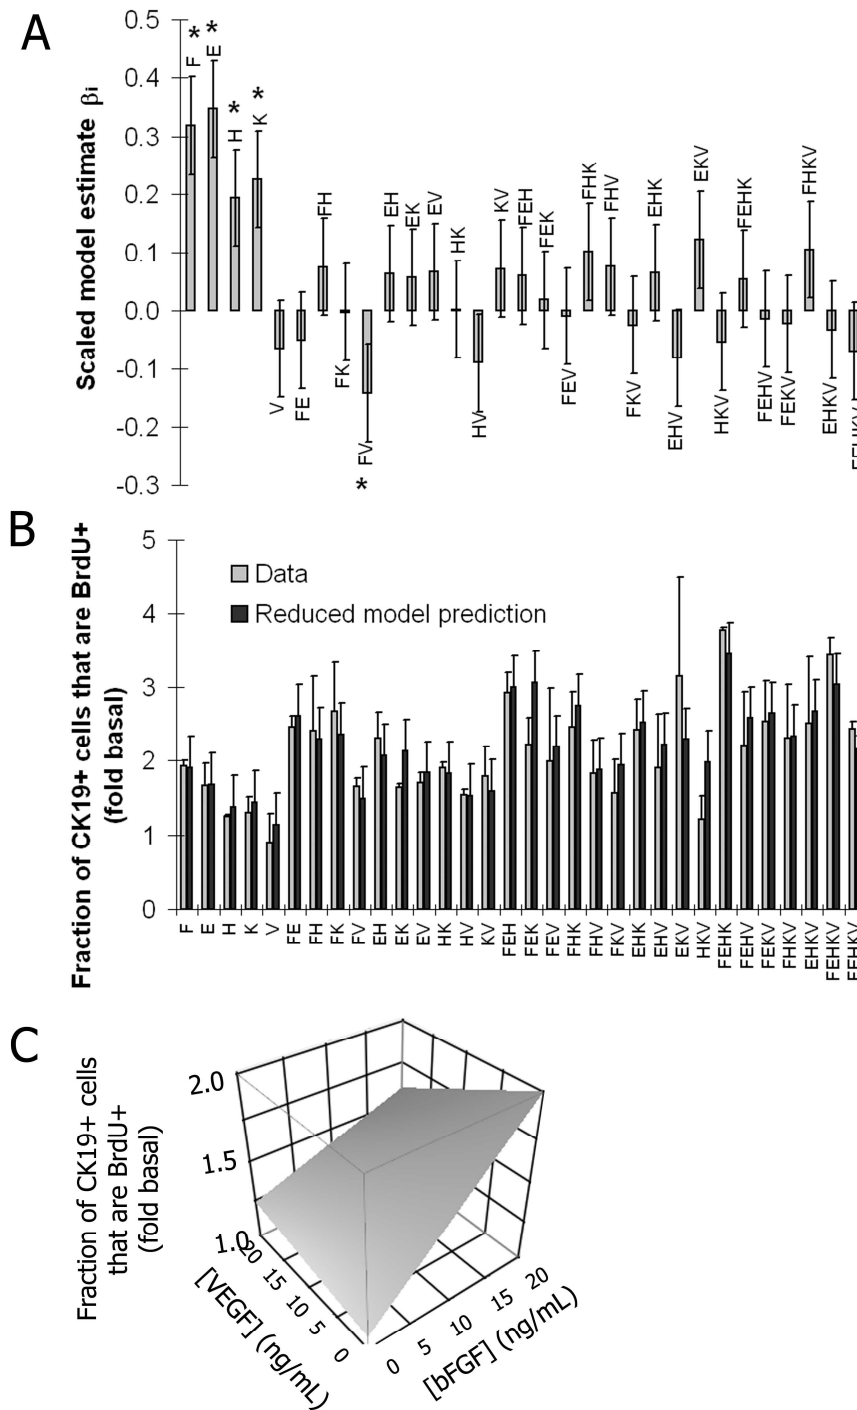 A
Scaled model estimate βi
0.5
0.4
0.3
0.2
0.1
0.0
-0.1
-0.2
-0.3
F *
E *
H *
K *
V
FE
FH
FK
FV *
EH
EK
EV
HK
HV
KV
FEH
FEK
FEV
FHK
FHV
FKV
EHK
EHV
EKV
HKV
FEHK
FEHV
FEKV
FHKV
EHKV
FEHKV
B
Fraction of CK19+ cells that are BrdU+
(fold basal)
5
4
3
2
1
0
Data
Reduced model prediction
F
E
H
K
V
FE
FH
FK
FV
EH
EK
EV
HK
HV
KV
FEH
FEK
FEV
FHK
FHV
FKV
EHK
EHV
EKV
HKV
FEHK
FEHV
FEKV
FHKV
EHKV
FEHKV
FEHKV
C
Fraction of CK19+ cells
that are BrdU+
(fold basal)
2.0
1.5
1.0
20
15
10
5
0
[VEGF] (ng/mL)
0
5
10
15
20
[bFGF] (ng/mL)